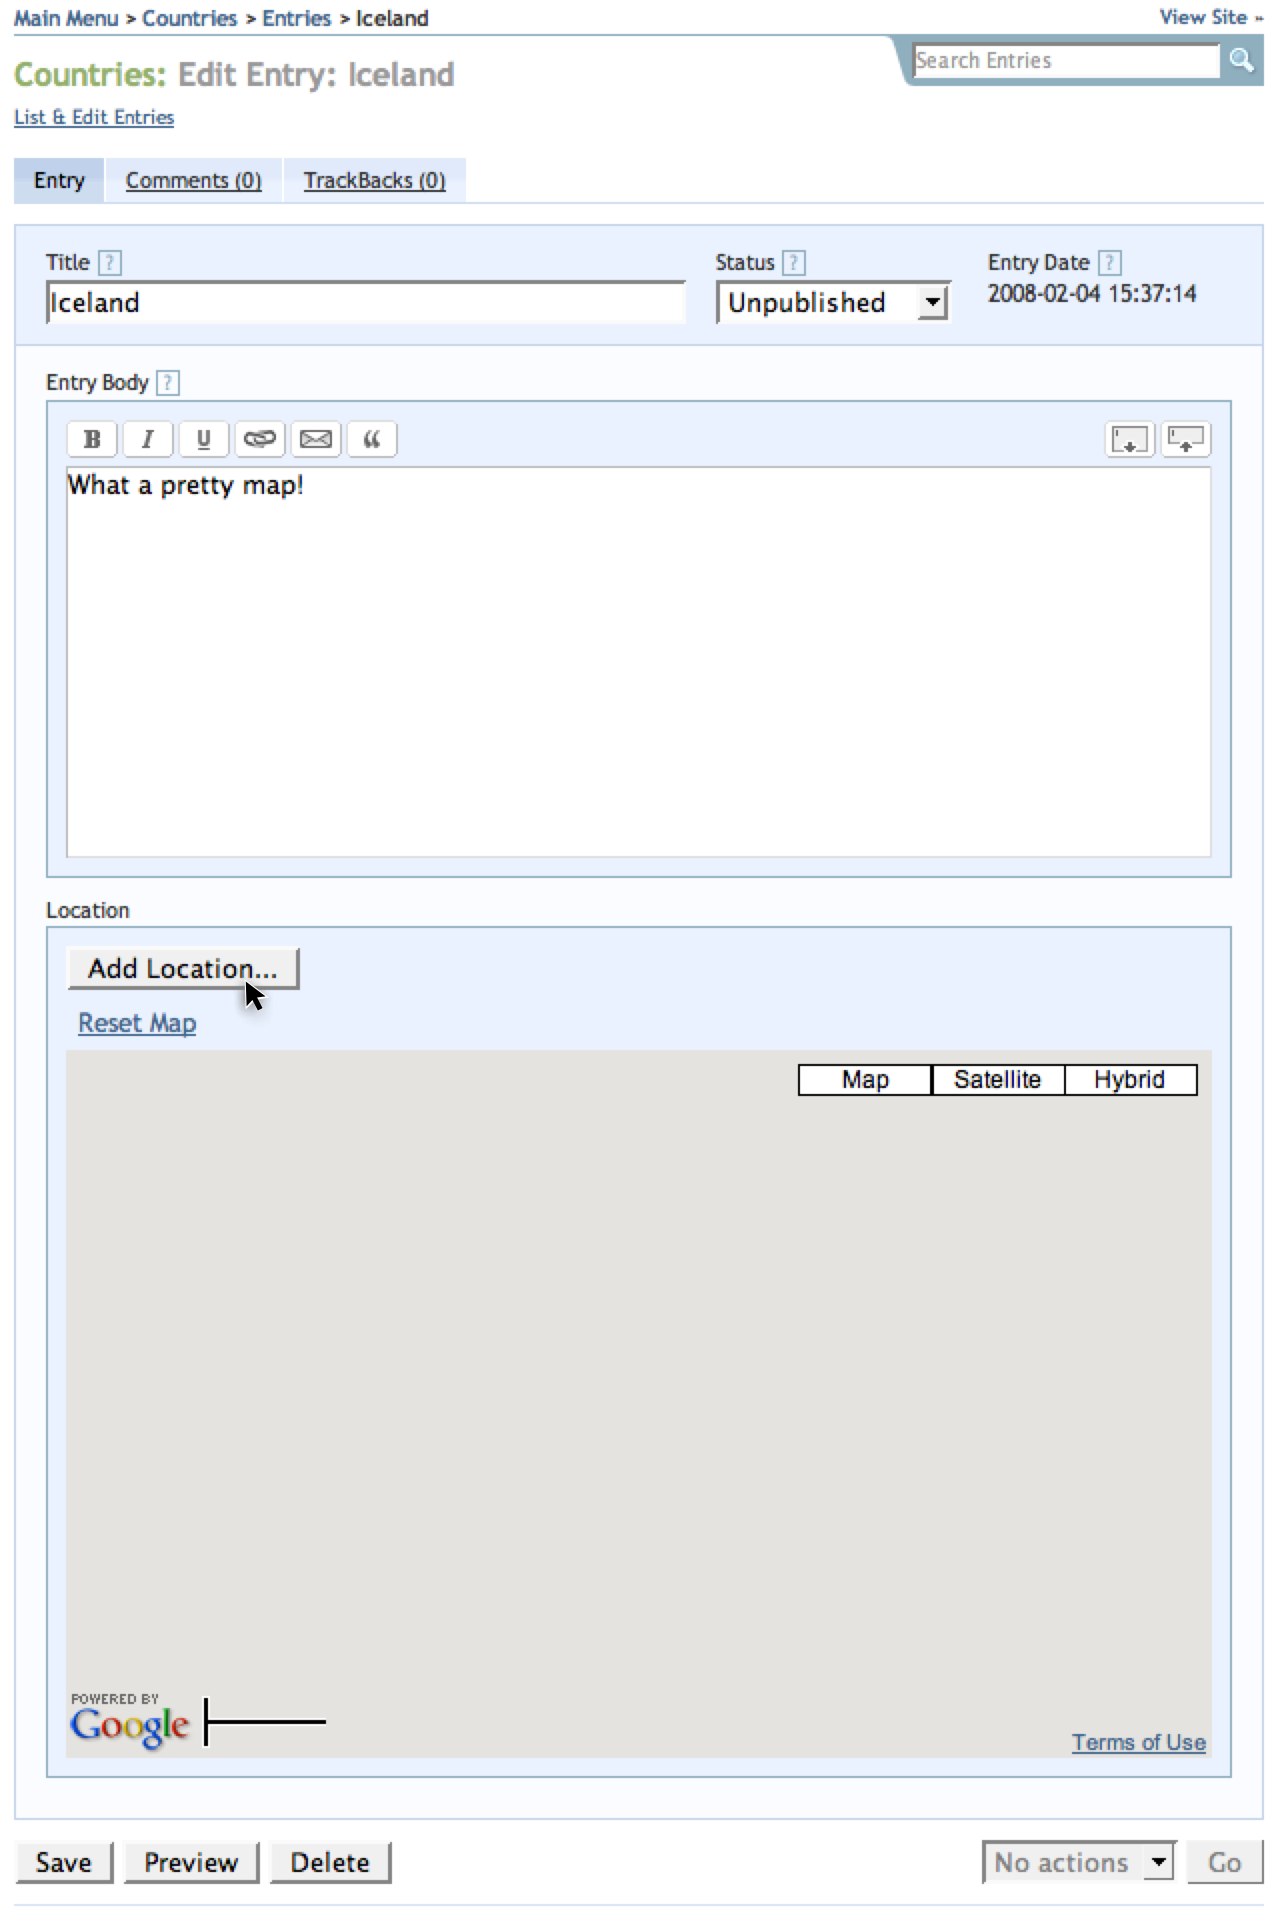 Main Menu > Countries > Entries > Iceland
View Site »
Countries: Edit Entry: Iceland
Search Entries
List & Edit Entries
Entry
Comments (0)
TrackBacks (0)
Title ?
Status ?
Entry Date ?
Iceland
Unpublished
2008-02-04 15:37:14
Entry Body ?
B I U “
What a pretty map!
Location
Add Location...
Reset Map
Map
Satellite
Hybrid
POWERED BY
Google
Terms of Use
Save
Preview
Delete
No actions
Go